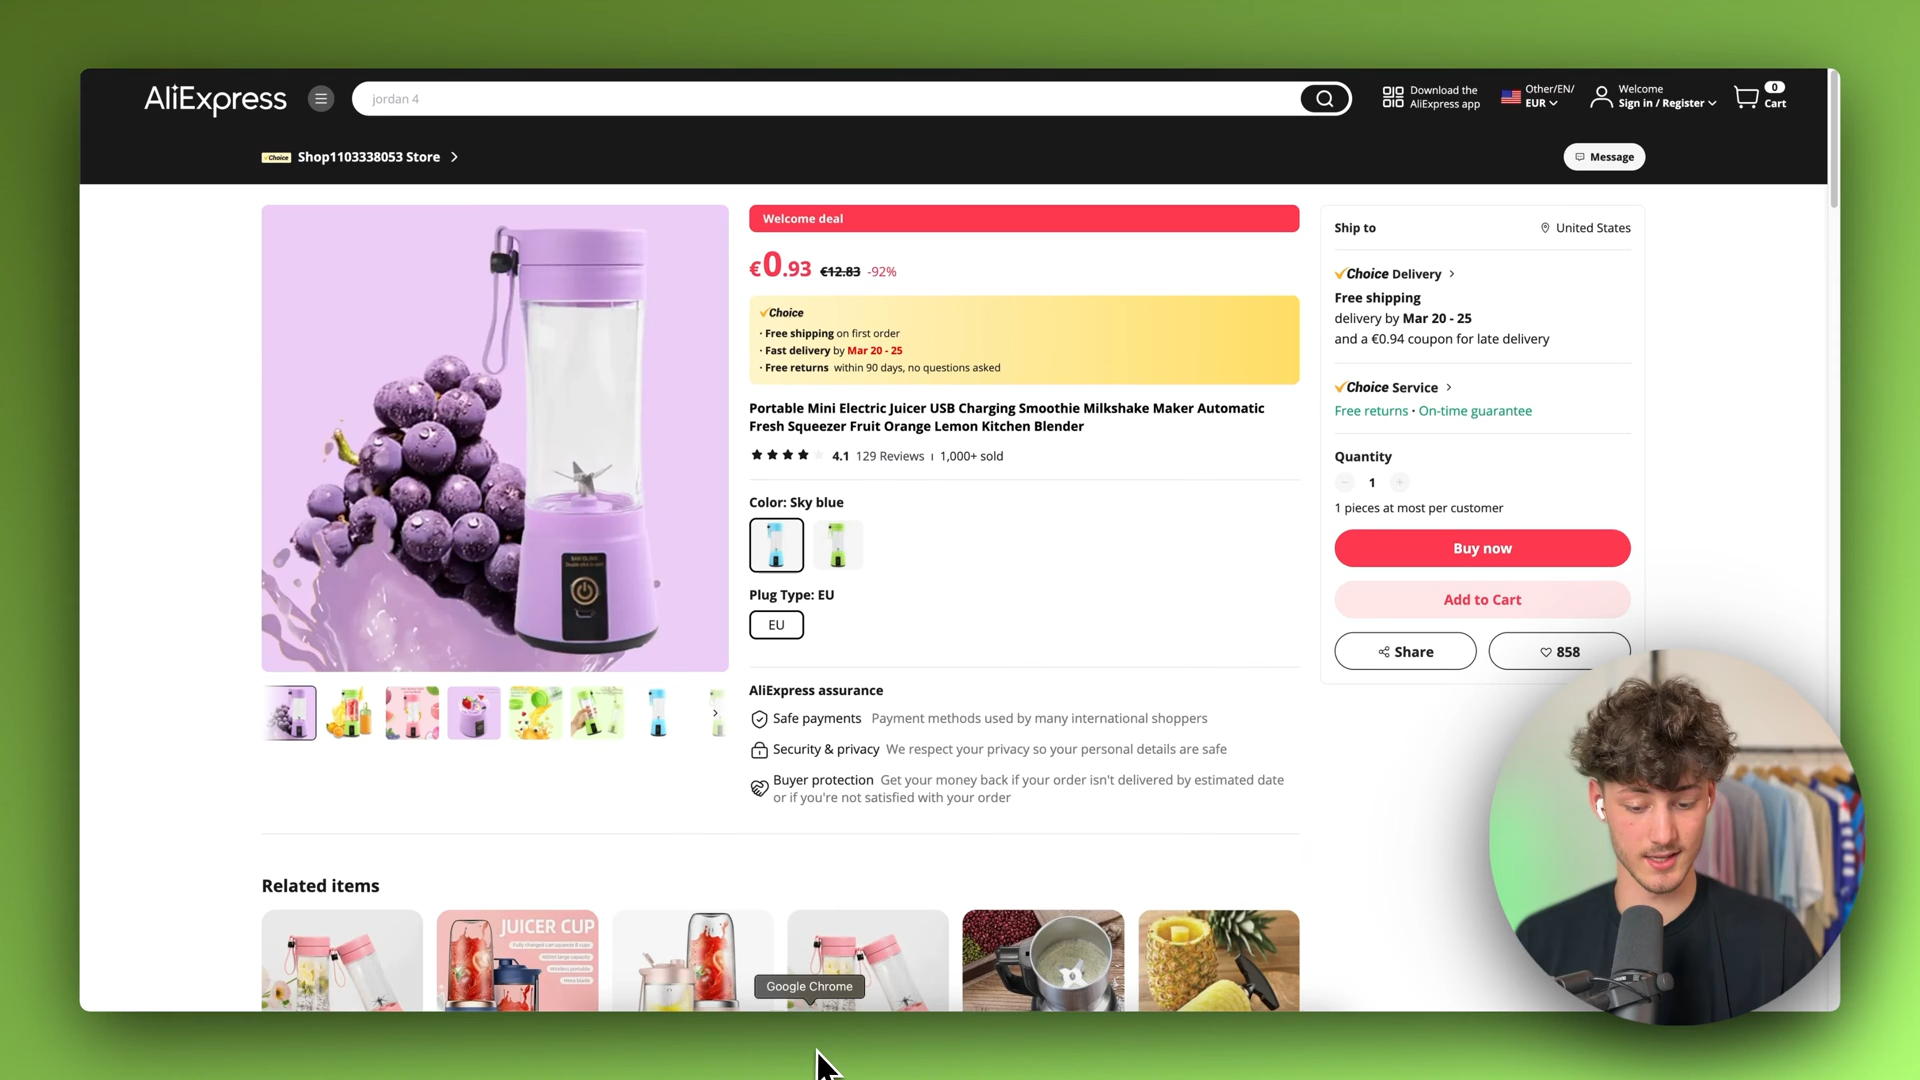 AliExpress
jordan 4
Download the
AliExpress app
Other/EN/
EUR
Welcome
Sign in / Register
0
Cart
Choice
Shop1103338053 Store
Message
Welcome deal
€0.93 €12.83 -92%
Choice
· Free shipping on first order
· Fast delivery by Mar 20 - 25
· Free returns within 90 days, no questions asked
Portable Mini Electric Juicer USB Charging Smoothie Milkshake Maker Automatic
Fresh Squeezer Fruit Orange Lemon Kitchen Blender
4.1 129 Reviews 1,000+ sold
Color: Sky blue
Plug Type: EU
EU
AliExpress assurance
Safe payments Payment methods used by many international shoppers
Security & privacy We respect your privacy so your personal details are safe
Buyer protection Get your money back if your order isn't delivered by estimated date
or if you're not satisfied with your order
Ship to United States
Choice Delivery
Free shipping
delivery by Mar 20 - 25
and a €0.94 coupon for late delivery
Choice Service
Free returns · On-time guarantee
Quantity
1
1 pieces at most per customer
Buy now
Add to Cart
Share
858
Related items
JUICER CUP
Google Chrome